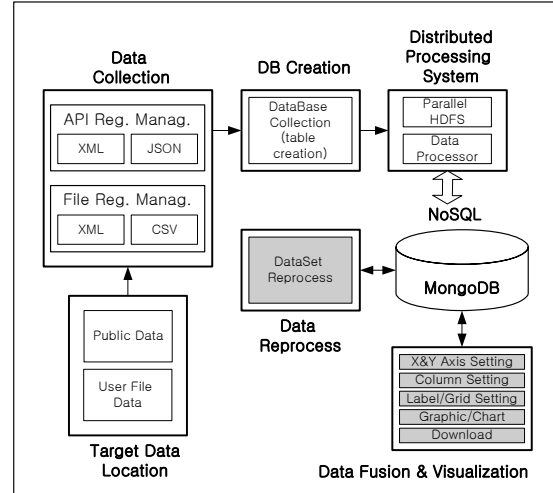 Data
Collection
API Reg. Manag.
XML
JSON
File Reg. Manag.
XML
CSV
Public Data
User File
Data
Target Data
Location
DB Creation
DataBase
Collection
(table
creation)
Distributed
Processing
System
Parallel
HDFS
Data
Processor
NoSQL
MongoDB
DataSet
Reprocess
Data
Reprocess
X&Y Axis Setting
Column Setting
Label/Grid Setting
Graphic/Chart
Download
Data Fusion & Visualization